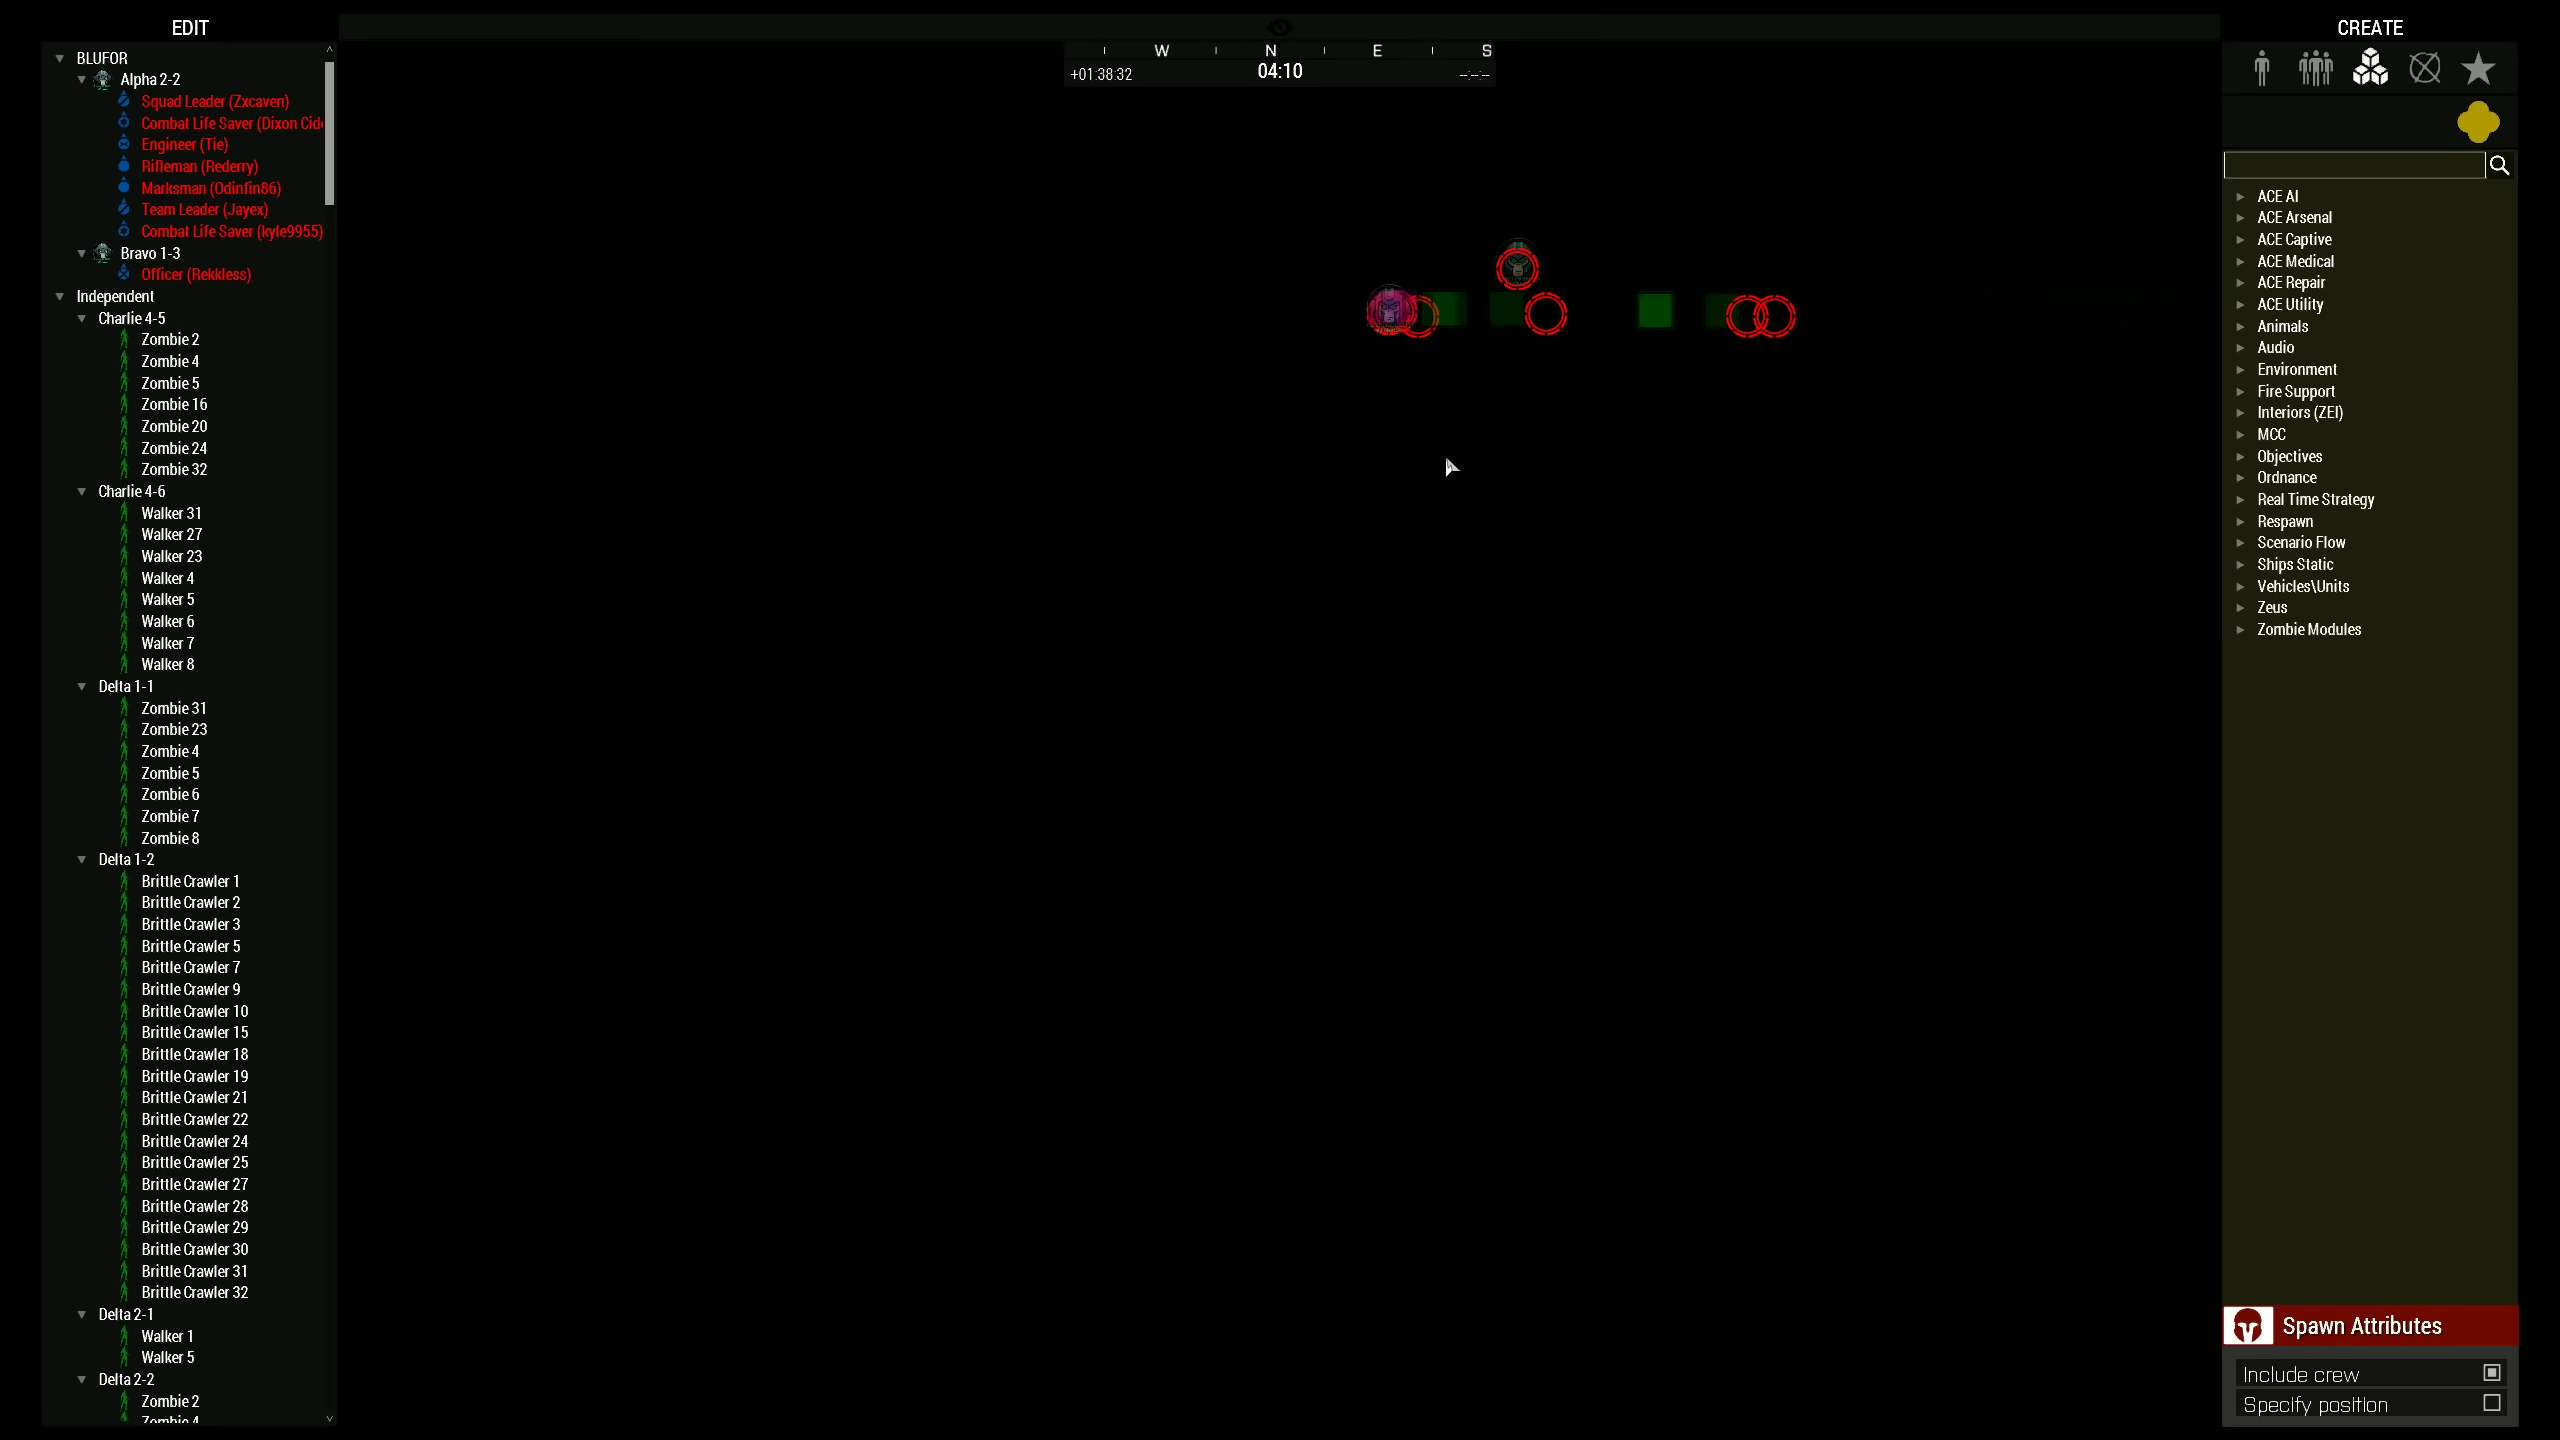 EDIT
BLUFOR
Alpha 2-2
Squad Leader (Zxcaven)
Combat Life Saver (Dixon Cid
Engineer (Tie)
Rifleman (Rederry)
Marksman (Odinfin86)
Team Leader (Jayex)
Combat Life Saver (kyle9955)
Bravo 1-3
Officer (Rekkless)
Independent
Charlie 4-5
Zombie 2
Zombie 4
Zombie 5
Zombie 16
Zombie 20
Zombie 24
Zombie 32
Charlie 4-6
Walker 31
Walker 27
Walker 23
Walker 4
Walker 5
Walker 6
Walker 7
Walker 8
Delta 1-1
Zombie 31
Zombie 23
Zombie 4
Zombie 5
Zombie 6
Zombie 7
Zombie 8
Delta 1-2
Brittle Crawler 1
Brittle Crawler 2
Brittle Crawler 3
Brittle Crawler 5
Brittle Crawler 7
Brittle Crawler 9
Brittle Crawler 10
Brittle Crawler 15
Brittle Crawler 18
Brittle Crawler 19
Brittle Crawler 21
Brittle Crawler 22
Brittle Crawler 24
Brittle Crawler 25
Brittle Crawler 27
Brittle Crawler 28
Brittle Crawler 29
Brittle Crawler 30
Brittle Crawler 31
Brittle Crawler 32
Delta 2-1
Walker 1
Walker 5
Delta 2-2
Zombie 2
Zombie 4
W N E S
+01:38:32 04:10 --:--:--
CREATE
ACE AI
ACE Arsenal
ACE Captive
ACE Medical
ACE Repair
ACE Utility
Animals
Audio
Environment
Fire Support
Interiors (ZEI)
MCC
Objectives
Ordnance
Real Time Strategy
Respawn
Scenario Flow
Ships Static
Vehicles\Units
Zeus
Zombie Modules
Spawn Attributes
Include crew
Specify position